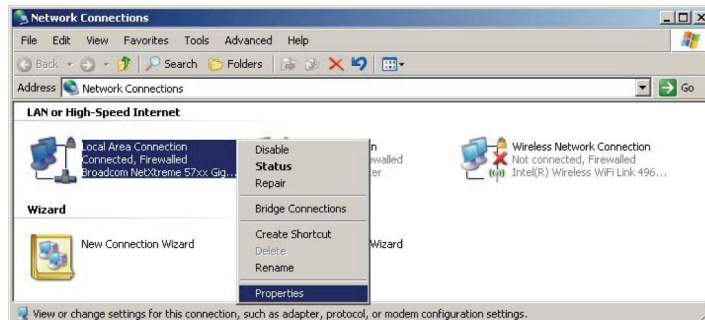 Network Connections
File Edit View Favorites Tools Advanced Help
Back Search Folders
Address Network Connections Go
LAN or High-Speed Internet
Local Area Connection
Connected, Firewalled
Broadcom NetXtreme 57xx Gig...
Disable
Status
Repair
Bridge Connections
Create Shortcut
Delete
Rename
Properties
Wireless Network Connection
Not connected, Firewalled
Intel(R) Wireless WiFi Link 496...
Wizard
New Connection Wizard
Wizard
View or change settings for this connection, such as adapter, protocol, or modem configuration settings.